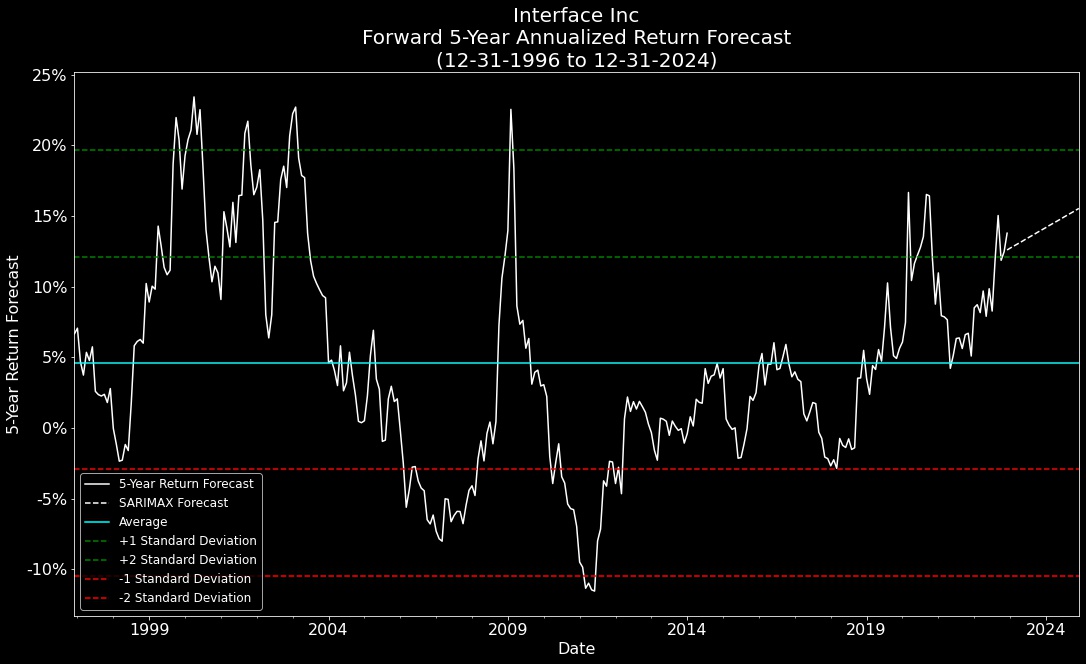 Interface Inc
Forward 5-Year Annualized Return Forecast
(12-31-1996 to 12-31-2024)
25%
20%
15%
10%
5%
0%
-5%
-10%
5-Year Return Forecast
5-Year Return Forecast
SARIMAX Forecast
Average
+1 Standard Deviation
+2 Standard Deviation
-1 Standard Deviation
-2 Standard Deviation
1999
2004
2009
2014
2019
2024
Date